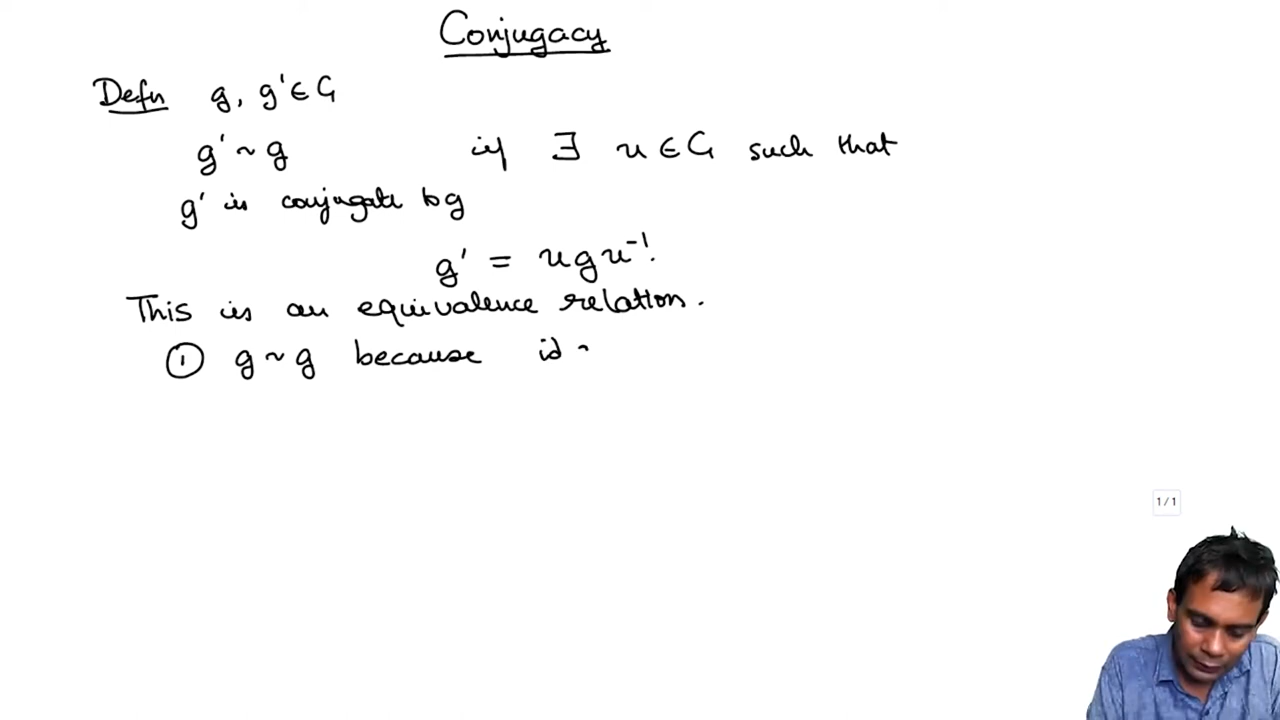 Conjugacy
Defn g, g' ∈ G
g' ~ g if ∃ x ∈ G such that
g' is conjugate to g
g' = x g x⁻¹.
This is an equivalence relation.
① g ~ g because id
1/1